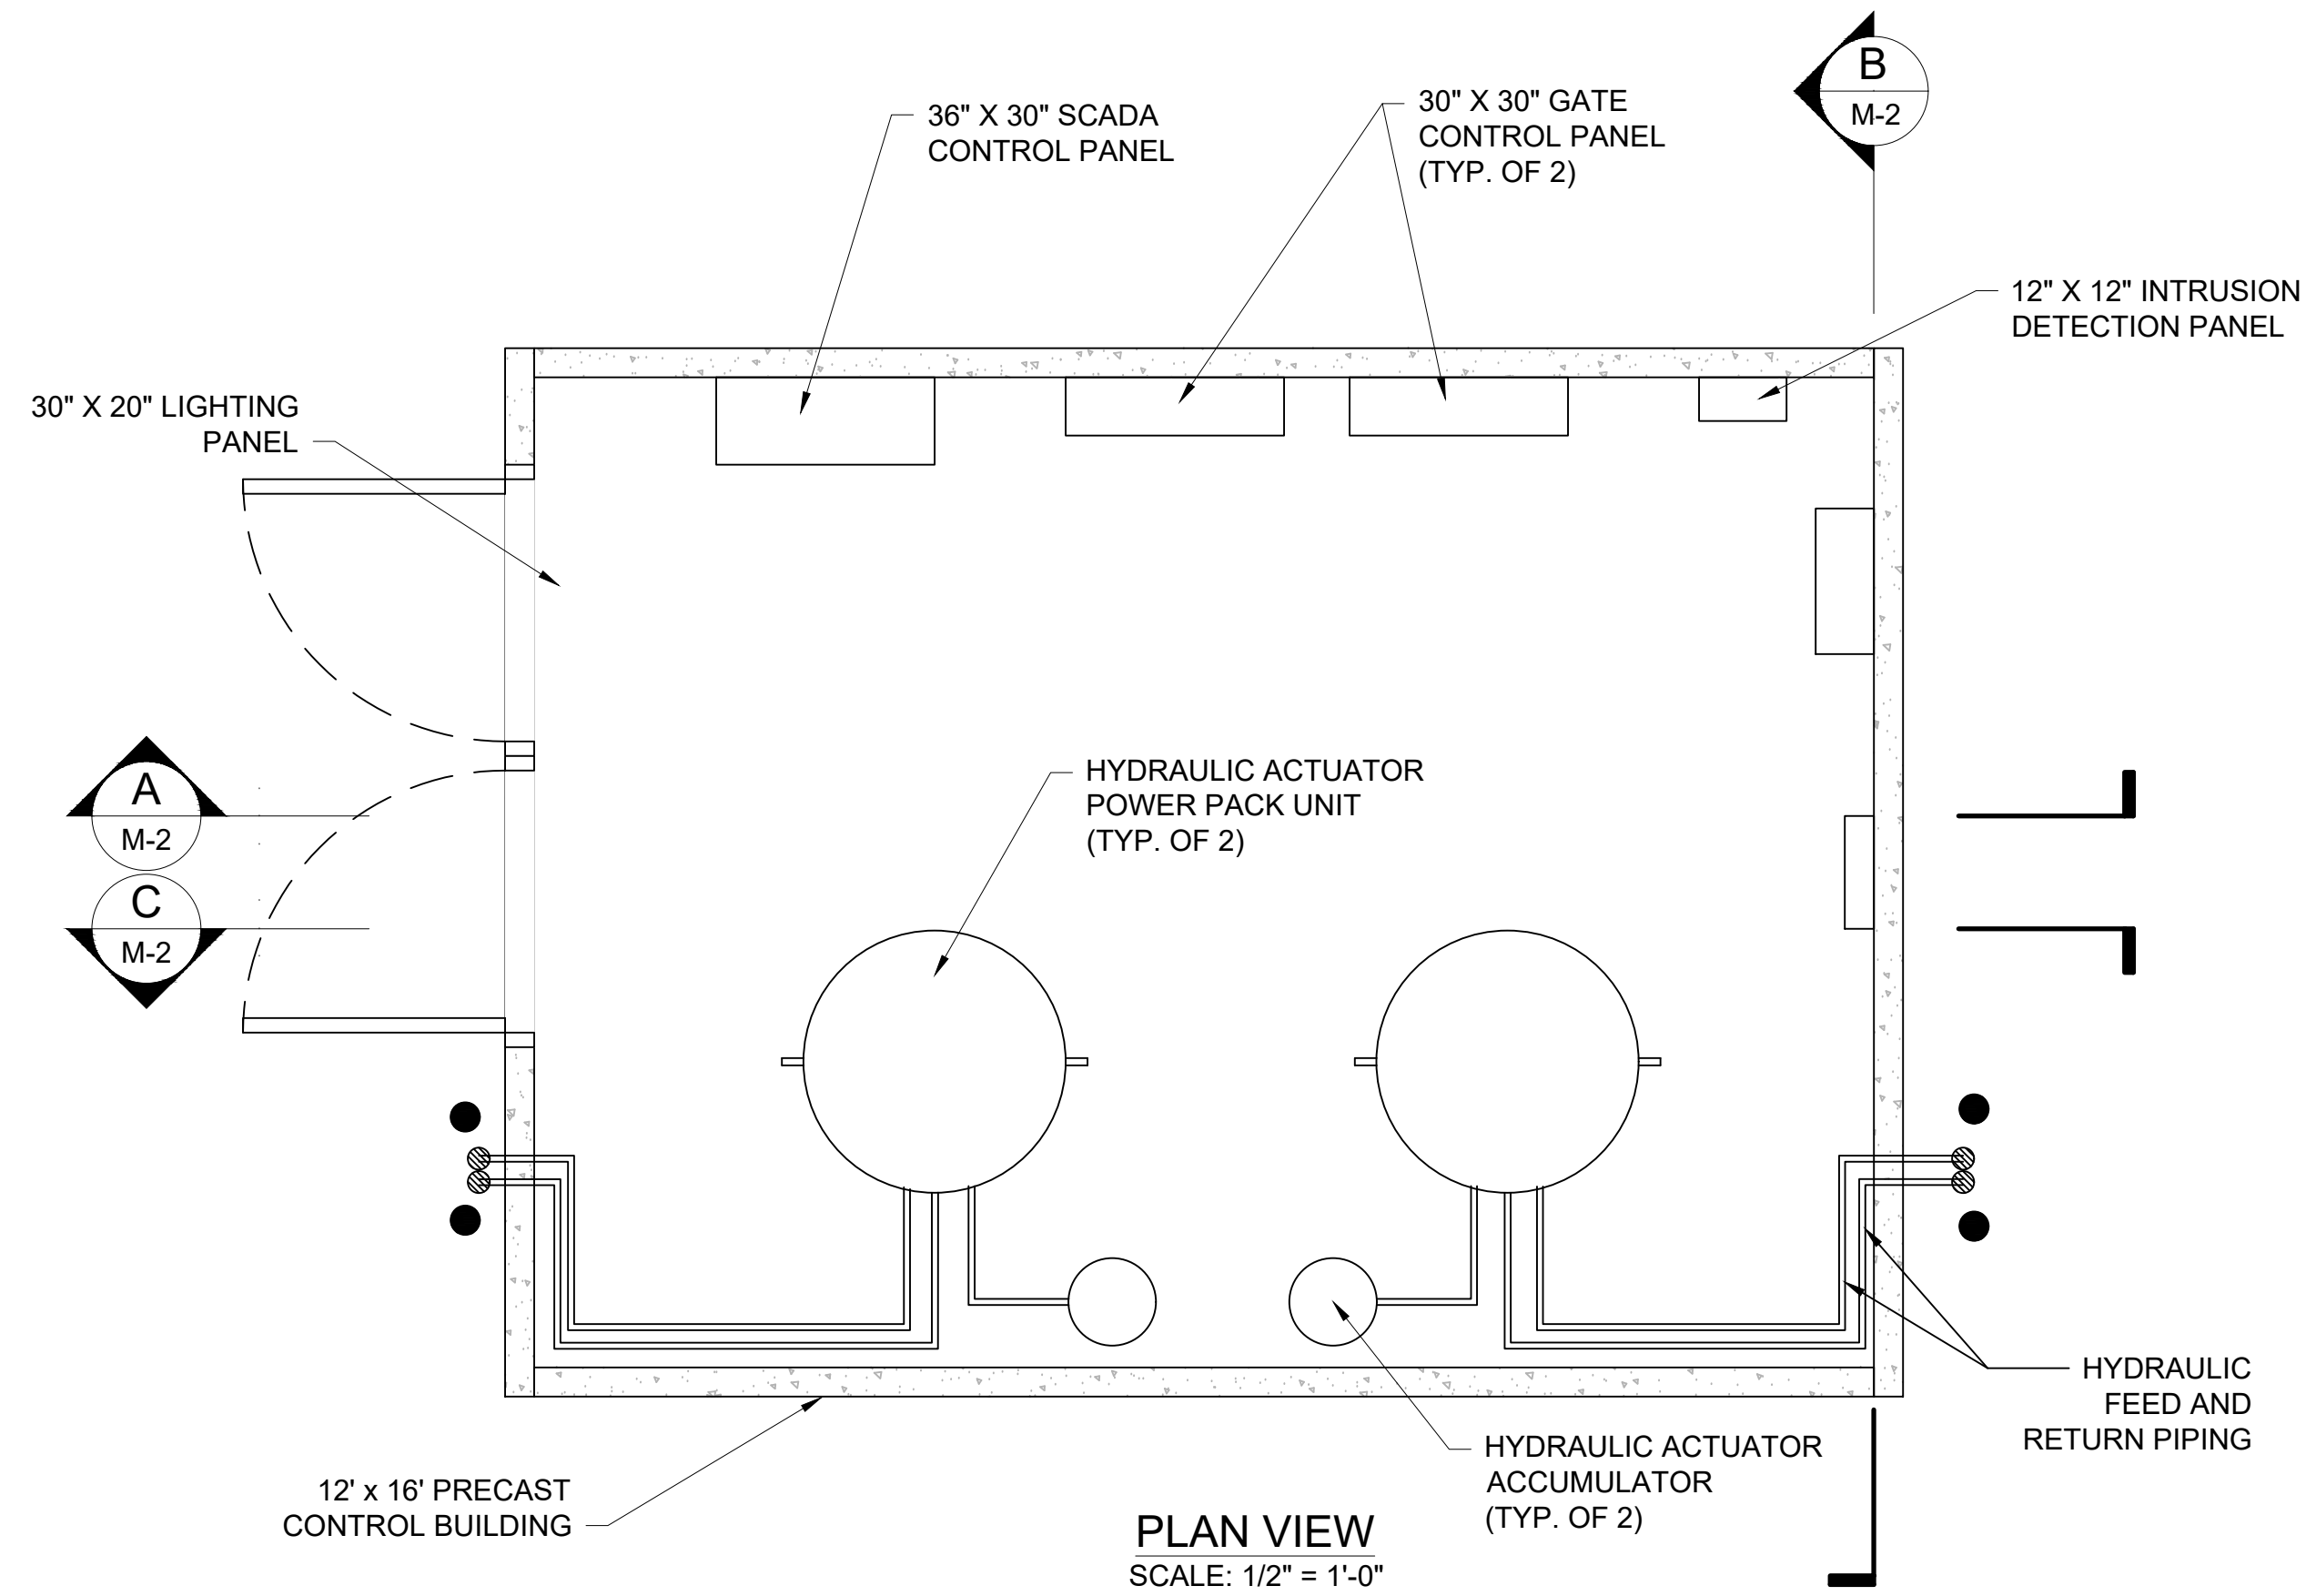 B
M-2
36" X 30" SCADA
CONTROL PANEL
30" X 30" GATE
CONTROL PANEL
(TYP. OF 2)
12" X 12" INTRUSION
DETECTION PANEL
30" X 20" LIGHTING
PANEL
A
M-2
C
M-2
HYDRAULIC ACTUATOR
POWER PACK UNIT
(TYP. OF 2)
HYDRAULIC
FEED AND
RETURN PIPING
HYDRAULIC ACTUATOR
ACCUMULATOR
(TYP. OF 2)
12' x 16' PRECAST
CONTROL BUILDING
PLAN VIEW
SCALE: 1/2" = 1'-0"